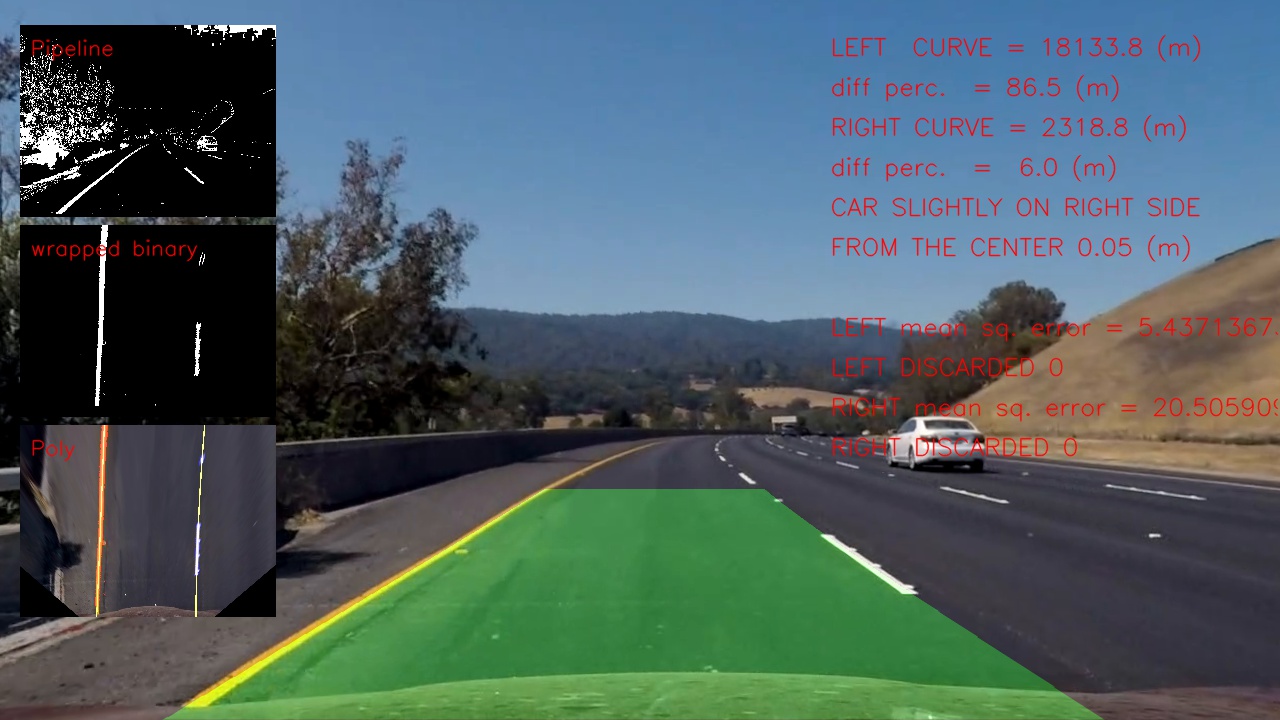 Pipeline
wrapped binary
Poly
LEFT CURVE = 18133.8 (m)
diff perc. = 86.5 (m)
RIGHT CURVE = 2318.8 (m)
diff perc. = 6.0 (m)
CAR SLIGHTLY ON RIGHT SIDE
FROM THE CENTER 0.05 (m)
LEFT mean sq. error = 5.4371367
LEFT DISCARDED 0
RIGHT mean sq. error = 20.505909
RIGHT DISCARDED 0